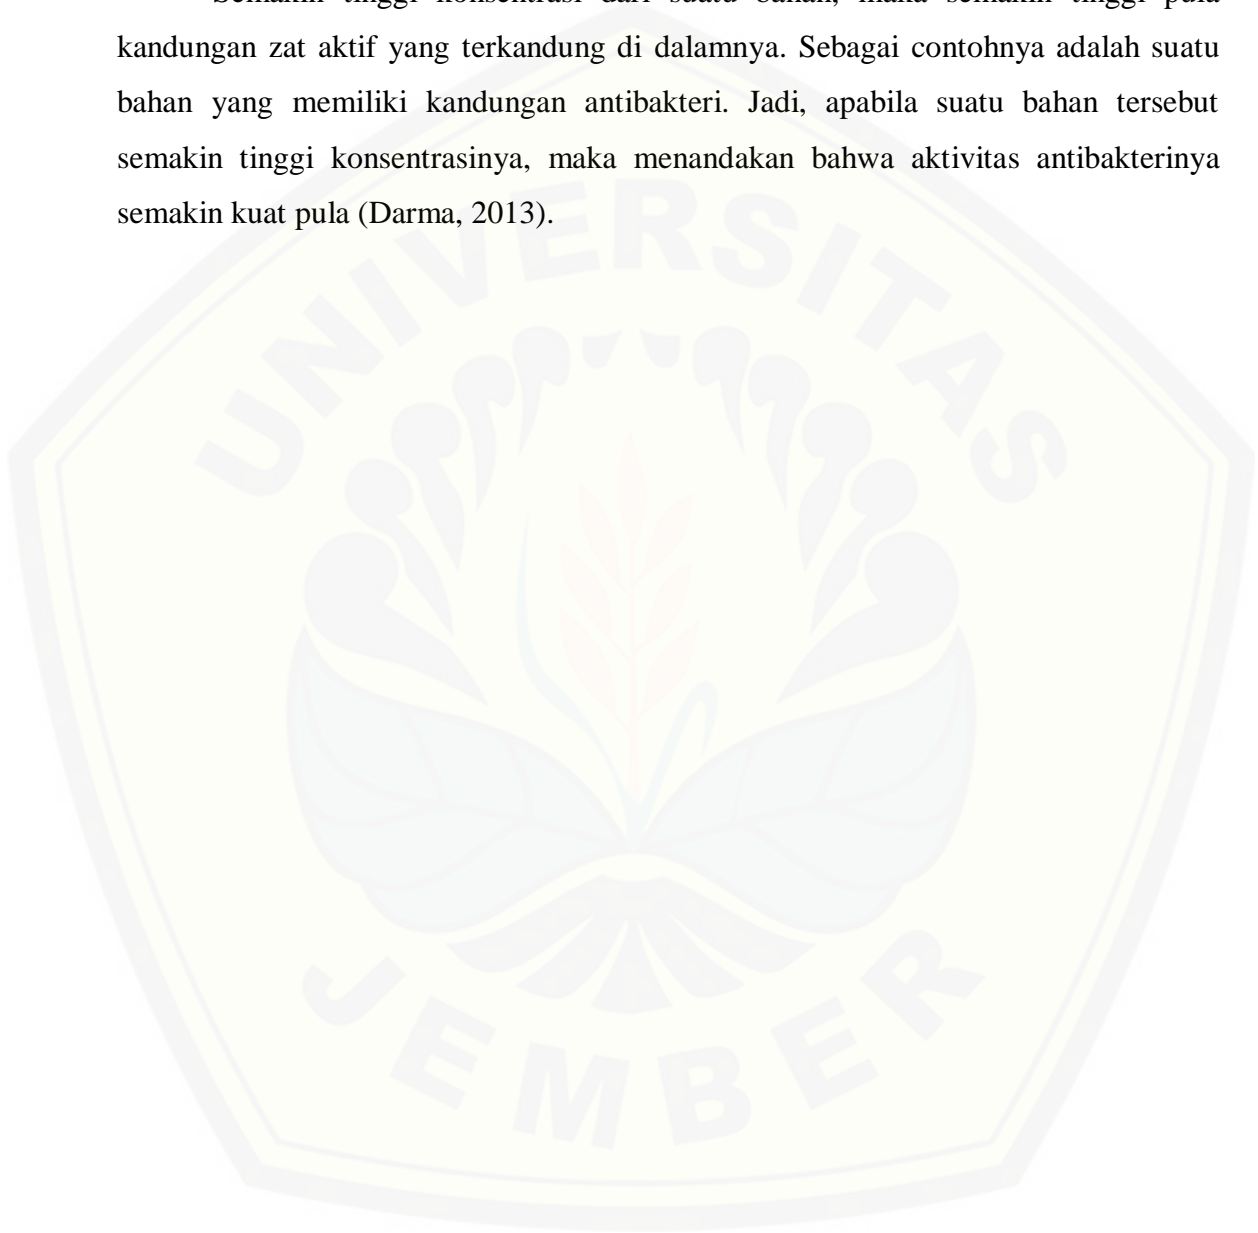 Semakin tinggi konsentrasi dari suatu bahan, maka semakin tinggi pula
kandungan zat aktif yang terkandung di dalamnya. Sebagai contohnya adalah suatu
bahan yang memiliki kandungan antibakteri. Jadi, apabila suatu bahan tersebut
semakin tinggi konsentrasinya, maka menandakan bahwa aktivitas antibakterinya
semakin kuat pula (Darma, 2013).
UNIVERSITAS
JEMBER